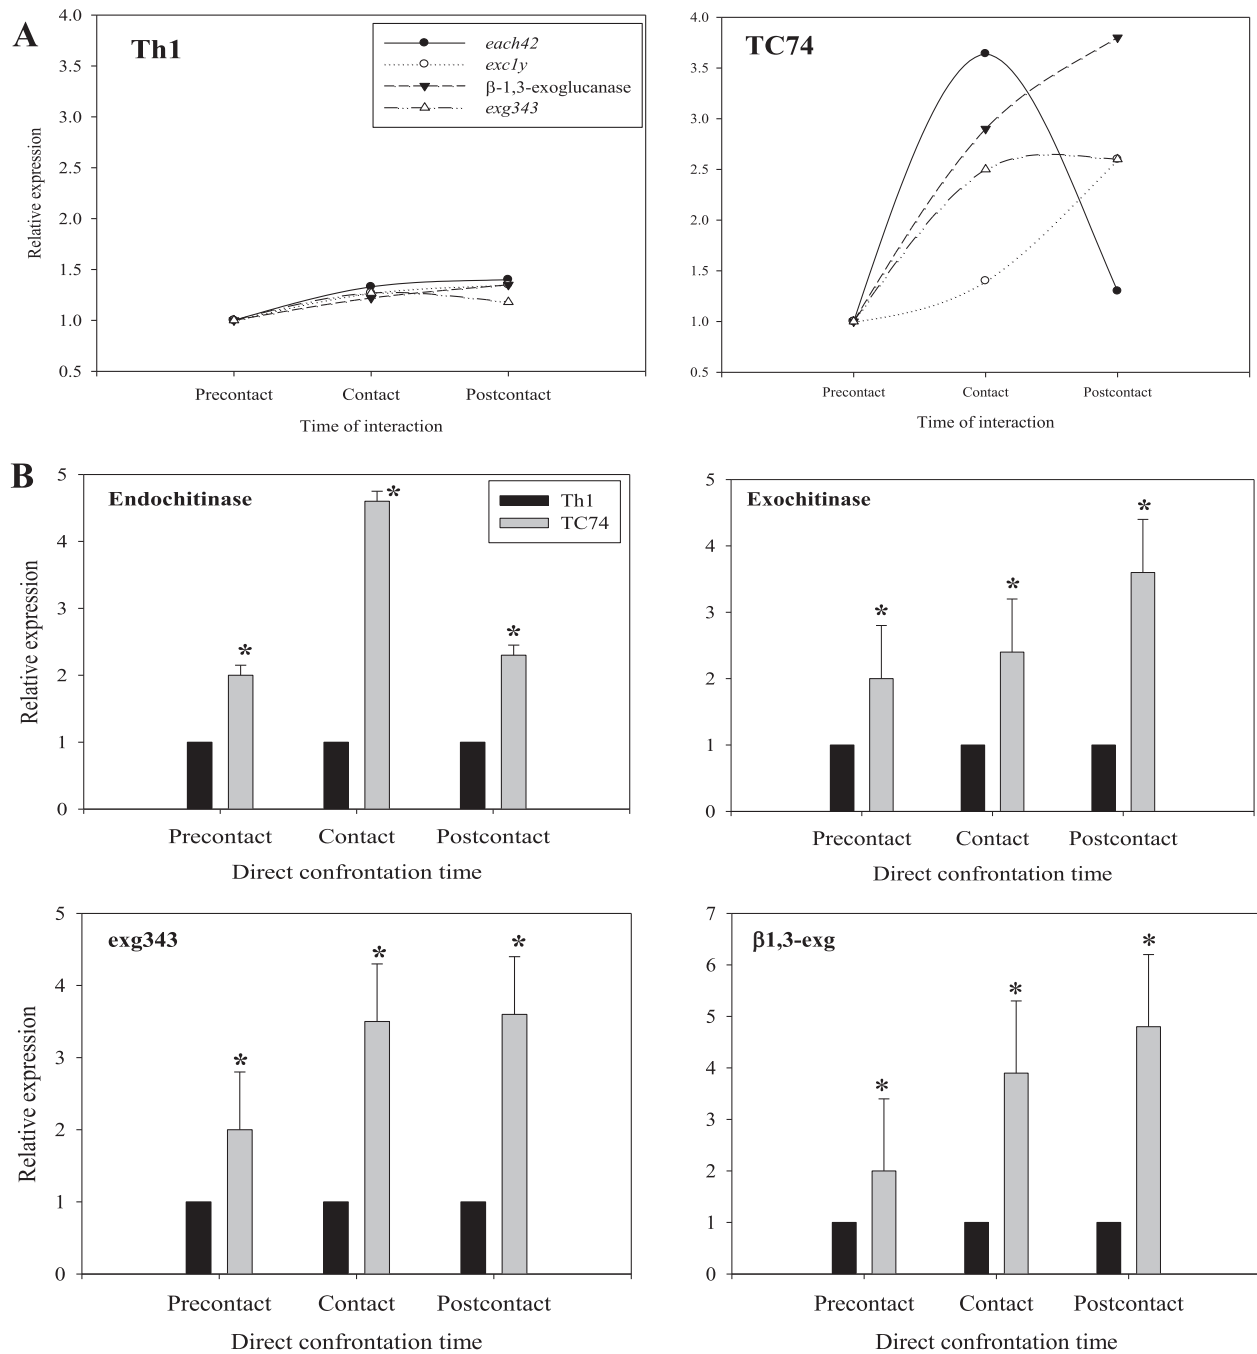 A
Th1
each42
exc1y
β-1,3-exoglucanase
exg343
4.0
3.5
3.0
2.5
2.0
1.5
1.0
0.5
Relative expression
Precontact Contact Postcontact
Time of interaction
TC74
4.0
3.5
3.0
2.5
2.0
1.5
1.0
0.5
Precontact Contact Postcontact
Time of interaction
B
Endochitinase
Th1
TC74
5
4
3
2
1
0
Relative expression
* * *
Precontact Contact Postcontact
Direct confrontation time
Exochitinase
5
4
3
2
1
0
* * *
Precontact Contact Postcontact
Direct confrontation time
exg343
5
4
3
2
1
0
Relative expression
* * *
Precontact Contact Postcontact
Direct confrontation time
β1,3-exg
7
6
5
4
3
2
1
0
* * *
Precontact Contact Postcontact
Direct confrontation time